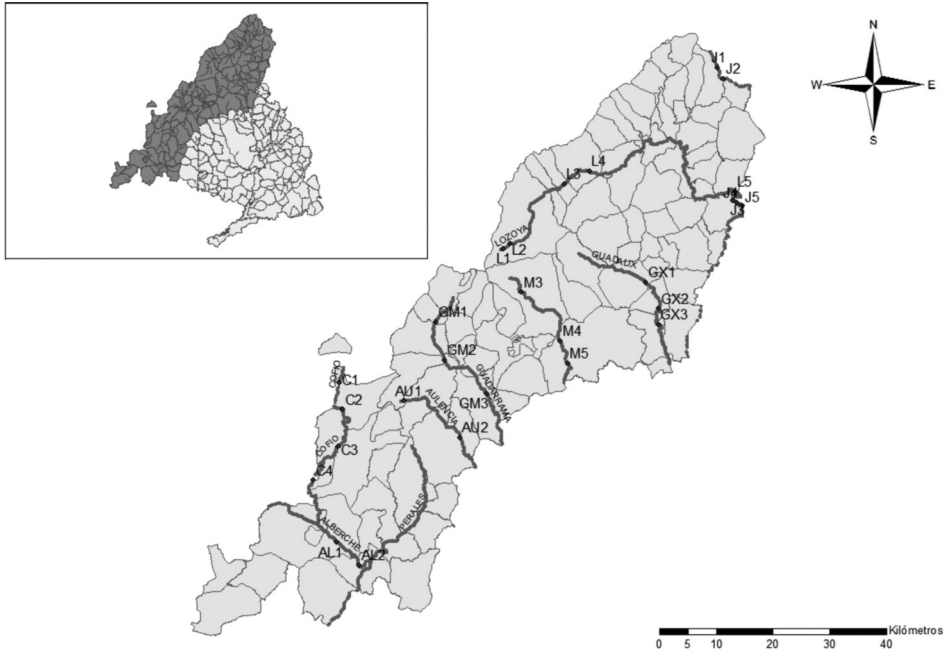 N
W
E
S
J1
J2
L4
L3
L5
J4
J5
J3
LOZOYA
L2
L1
GUADAUX
GX1
M3
GX2
GM1
GX3
M4
GM2
M5
COFIO
C1
GUADARRAMA
AU1
AULENCIA
GM3
C2
AU2
COFIO
C3
C4
PERALES
ALBERCHE
AL1
AL2
Kilómetros
0 5 10 20 30 40